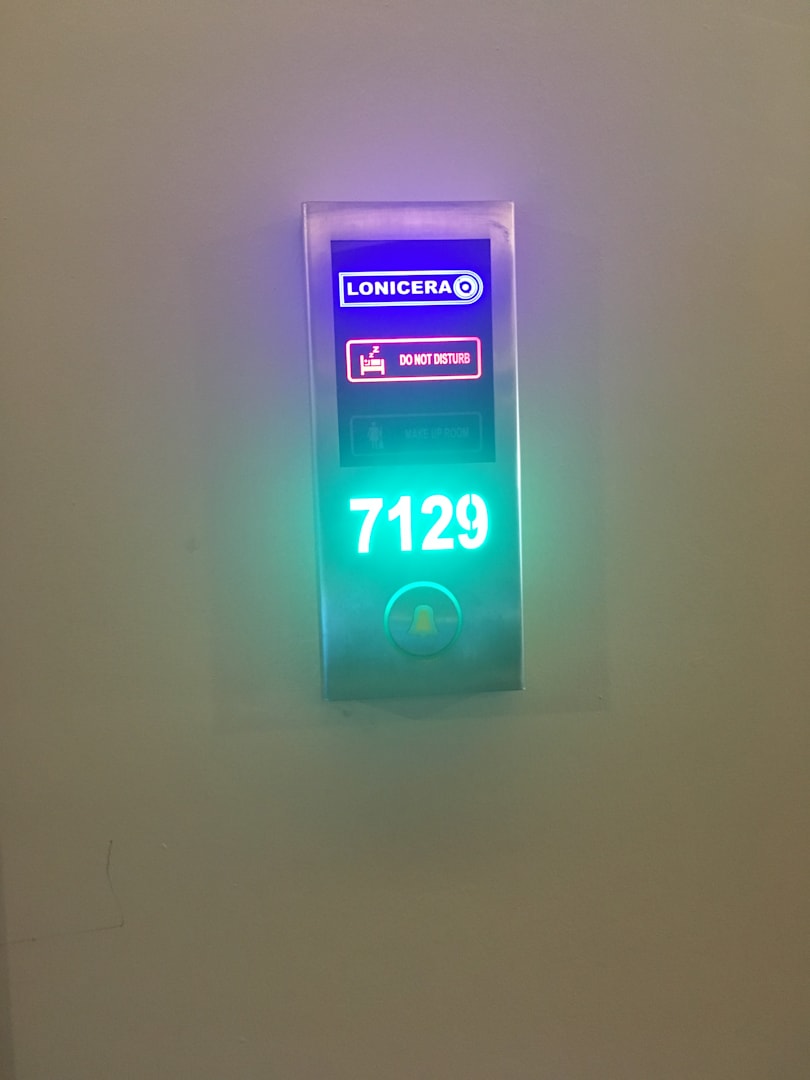 LONICERA
DO NOT DISTURB
MAKE UP ROOM
7129